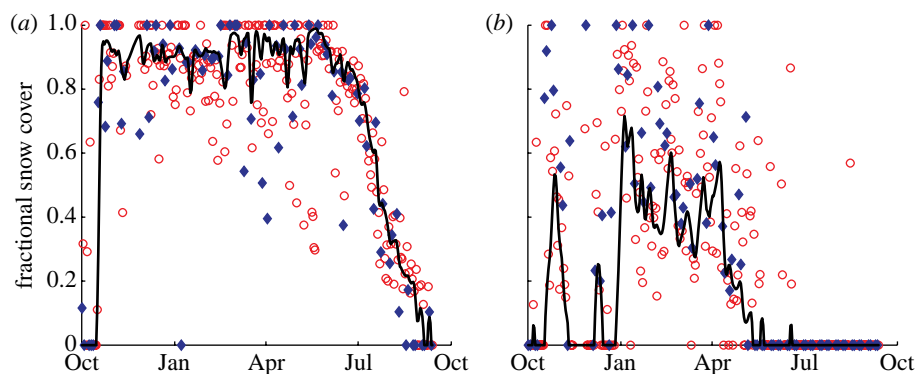 (a)
(b)
fractional snow cover
1.0
0.8
0.6
0.4
0.2
0
Oct Jan Apr Jul Oct
Oct Jan Apr Jul Oct